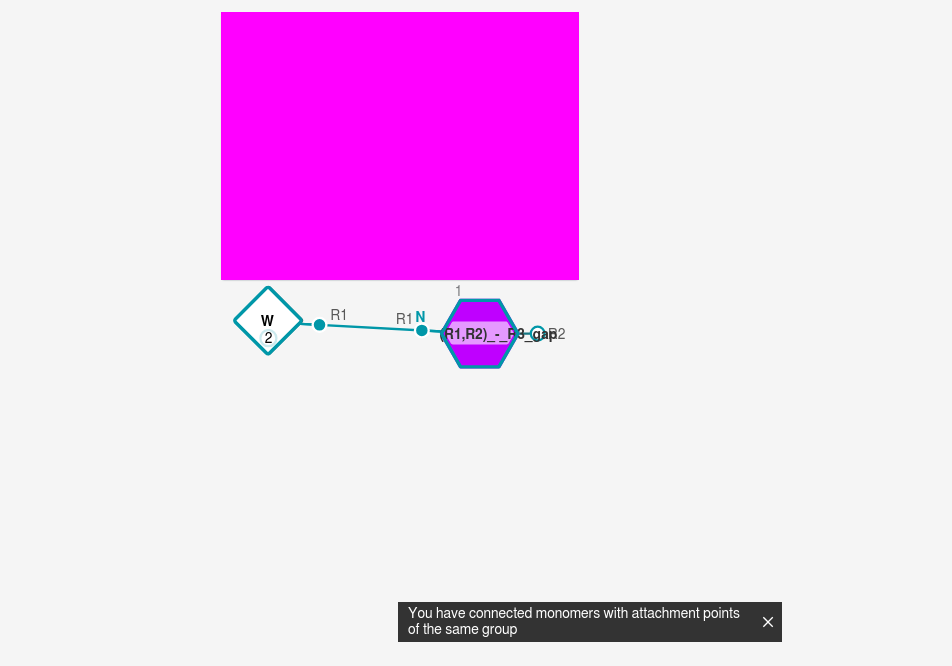 1
R1
R1
N
W
2
(R1,R2)_-_R3_gap
R2
You have connected monomers with attachment points
of the same group